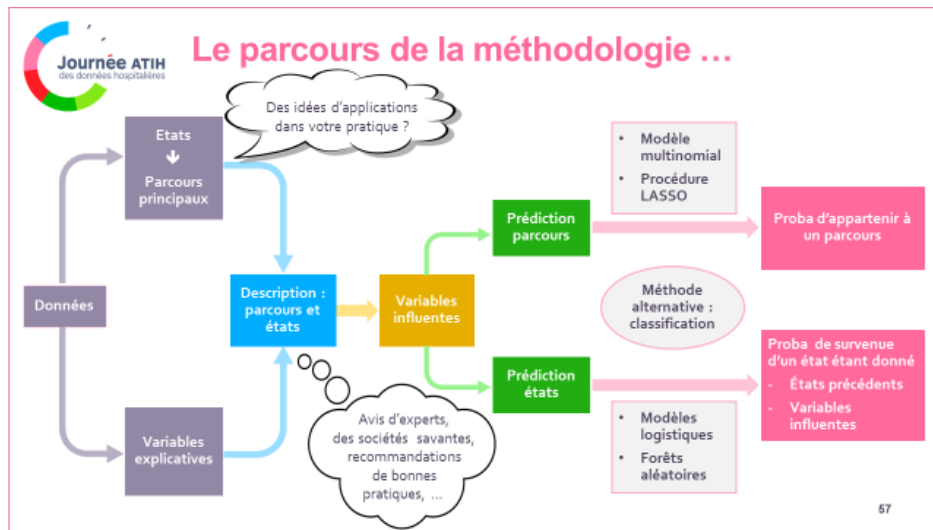 Journée ATIH
des données hospitalières
Le parcours de la méthodologie ...
Des idées d'applications
dans votre pratique ?
Etats
Parcours
principaux
Données
Variables
explicatives
Description :
parcours et
états
Avis d'experts,
des sociétés savantes,
recommandations
de bonnes
pratiques, ...
Variables
influentes
Prédiction
parcours
Prédiction
états
• Modèle
multinomial
• Procédure
LASSO
Méthode
alternative :
classification
• Modèles
logistiques
• Forêts
aléatoires
Proba d'appartenir à
un parcours
Proba de survenue
d'un état étant donné
- États précédents
- Variables
influentes
57